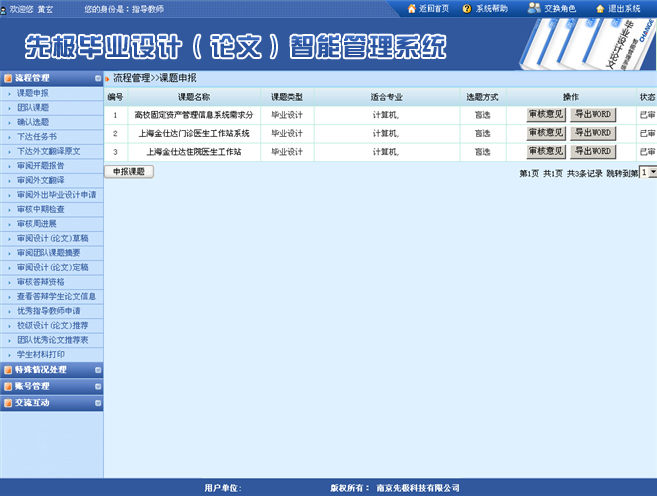 欢迎您 黄玄 您的身份是：指导教师 返回首页 系统帮助 交换角色 退出系统
先极毕业设计（论文）智能管理系统
流程管理
课题申报
团队课题
确认选题
下达任务书
下达外文翻译原文
审阅开题报告
审阅外文翻译
审阅外出毕业设计申请
审核中期检查
审核周进展
审阅设计(论文)草稿
审阅团队课题摘要
审阅设计(论文)定稿
审核答辩资格
查看答辩学生论文信息
优秀指导教师申请
校级设计(论文)推荐
团队优秀论文推荐表
学生材料打印
特殊情况处理
账号管理
交流互动
流程管理>>课题申报
编号 课题名称 课题类型 适合专业 选题方式 操作 状态
1 高校固定资产管理信息系统需求分 毕业设计 计算机, 盲选 审核意见 导出WORD 已审
2 上海金仕达门诊医生工作站系统 毕业设计 计算机, 盲选 审核意见 导出WORD 已审
3 上海金仕达住院医生工作站 毕业设计 计算机, 盲选 审核意见 导出WORD 已审
申报课题 第1页 共1页 共3条记录 跳转到第 1
用户单位: 版权所有： 南京先极科技有限公司